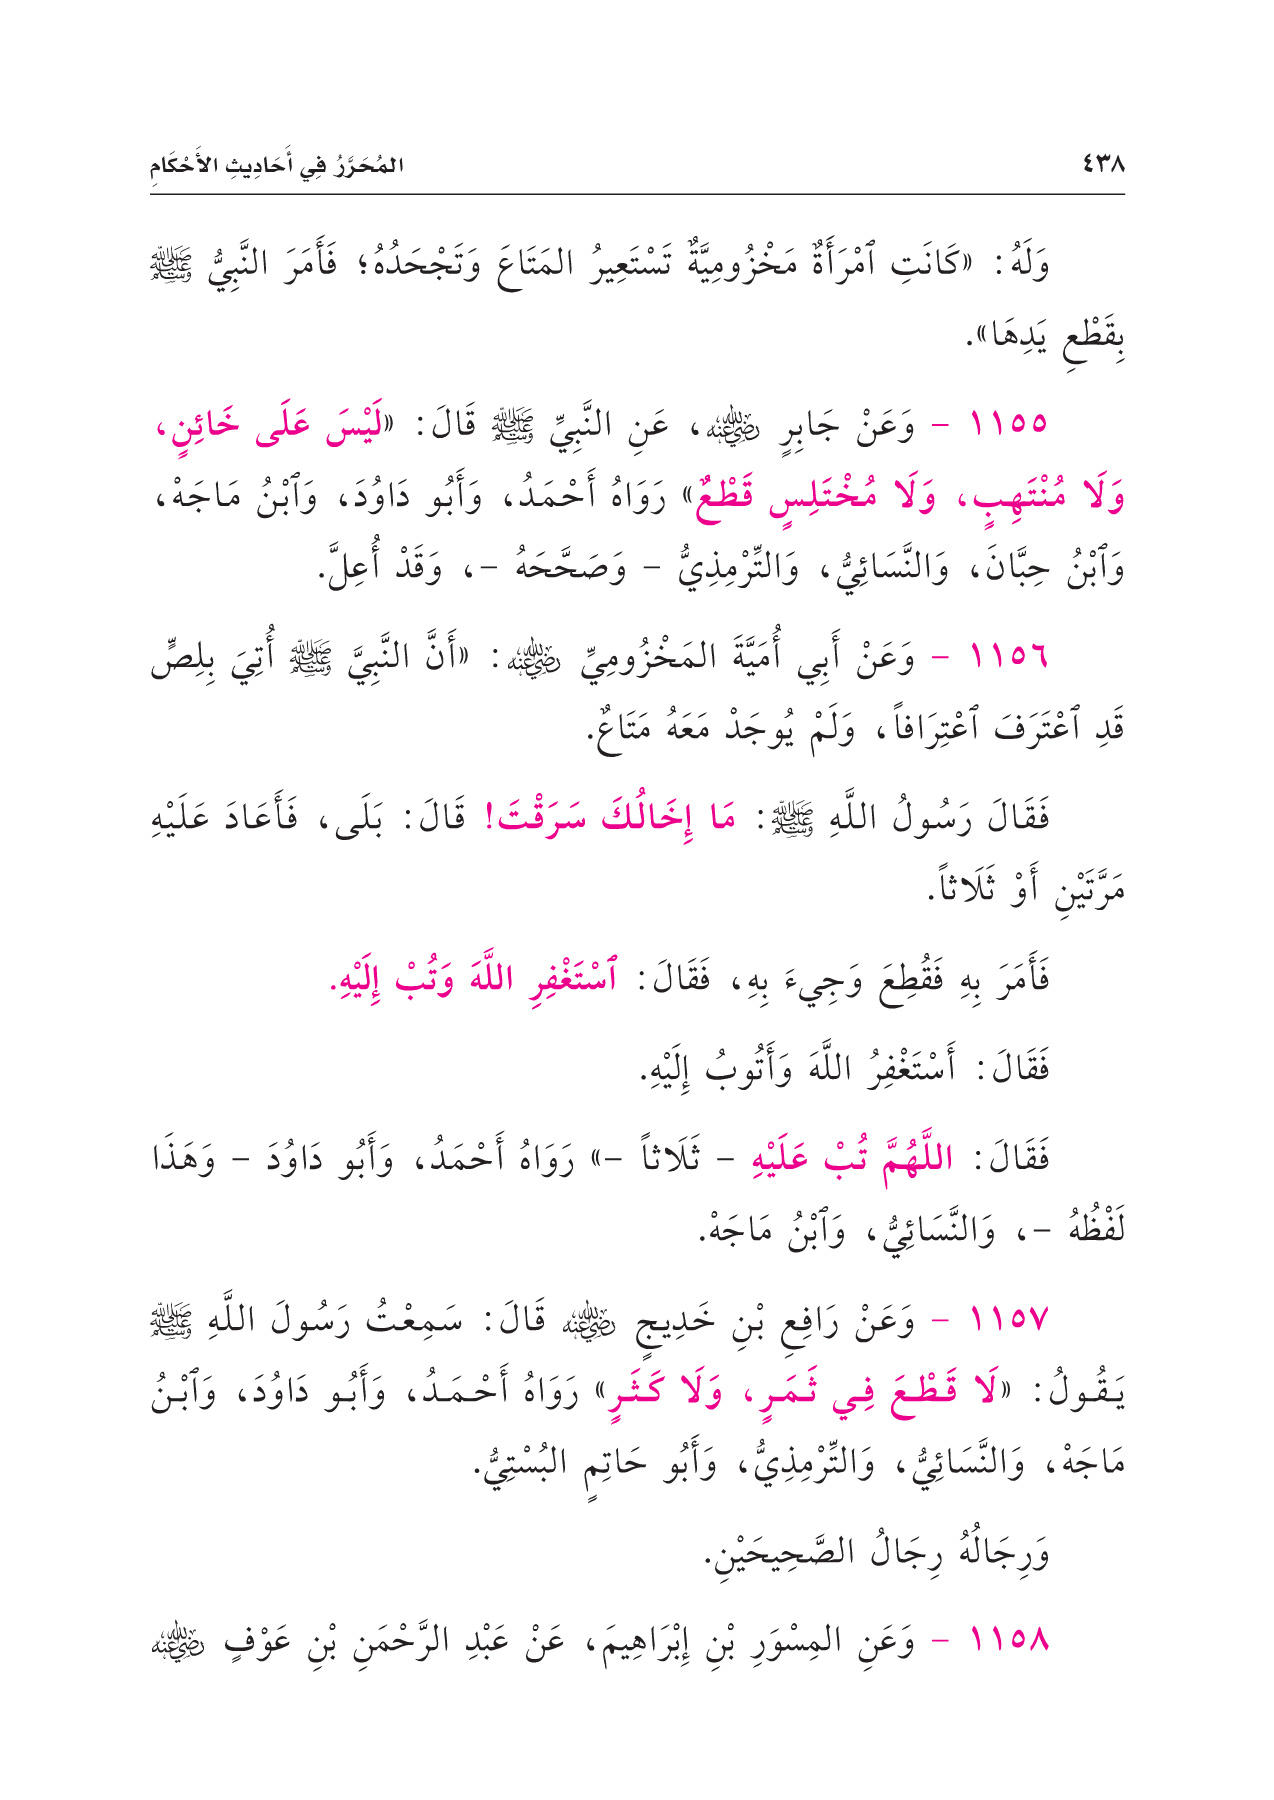 ٤٣٨
المُحَرَّرُ فِي أَحَادِيثِ الأَحْكَامِ
وَلَهُ: «كَانَتِ ٱمْرَأَةٌ مَخْزُومِيَّةٌ تَسْتَعِيرُ المَتَاعَ وَتَجْحَدُهُ؛ فَأَمَرَ النَّبِيُّ ﷺ
بِقَطْعِ يَدِهَا».
١١٥٥ - وَعَنْ جَابِرٍ رضي الله عنه، عَنِ النَّبِيِّ ﷺ قَالَ: «لَيْسَ عَلَى خَائِنٍ،
وَلَا مُنْتَهِبٍ، وَلَا مُخْتَلِسٍ قَطْعٌ» رَوَاهُ أَحْمَدُ، وَأَبُو دَاوُدَ، وَٱبْنُ مَاجَهْ،
وَٱبْنُ حِبَّانَ، وَالنَّسَائِيُّ، وَالتِّرْمِذِيُّ - وَصَحَّحَهُ -، وَقَدْ أُعِلَّ.
١١٥٦ - وَعَنْ أَبِي أُمَيَّةَ المَخْزُومِيِّ رضي الله عنه: «أَنَّ النَّبِيَّ ﷺ أُتِيَ بِلِصٍّ
قَدِ ٱعْتَرَفَ ٱعْتِرَافاً، وَلَمْ يُوجَدْ مَعَهُ مَتَاعٌ.
فَقَالَ رَسُولُ اللَّهِ ﷺ: مَا إِخَالُكَ سَرَقْتَ! قَالَ: بَلَى، فَأَعَادَ عَلَيْهِ
مَرَّتَيْنِ أَوْ ثَلَاثاً.
فَأَمَرَ بِهِ فَقُطِعَ وَجِيءَ بِهِ، فَقَالَ: ٱسْتَغْفِرِ اللَّهَ وَتُبْ إِلَيْهِ.
فَقَالَ: أَسْتَغْفِرُ اللَّهَ وَأَتُوبُ إِلَيْهِ.
فَقَالَ: اللَّهُمَّ تُبْ عَلَيْهِ - ثَلَاثاً -» رَوَاهُ أَحْمَدُ، وَأَبُو دَاوُدَ - وَهَذَا
لَفْظُهُ -، وَالنَّسَائِيُّ، وَٱبْنُ مَاجَهْ.
١١٥٧ - وَعَنْ رَافِعِ بْنِ خَدِيجٍ رضي الله عنه قَالَ: سَمِعْتُ رَسُولَ اللَّهِ ﷺ
يَقُولُ: «لَا قَطْعَ فِي ثَمَرٍ، وَلَا كَثَرٍ» رَوَاهُ أَحْمَدُ، وَأَبُو دَاوُدَ، وَٱبْنُ
مَاجَهْ، وَالنَّسَائِيُّ، وَالتِّرْمِذِيُّ، وَأَبُو حَاتِمٍ البُسْتِيُّ.
وَرِجَالُهُ رِجَالُ الصَّحِيحَيْنِ.
١١٥٨ - وَعَنِ المِسْوَرِ بْنِ إِبْرَاهِيمَ، عَنْ عَبْدِ الرَّحْمَنِ بْنِ عَوْفٍ رضي الله عنه